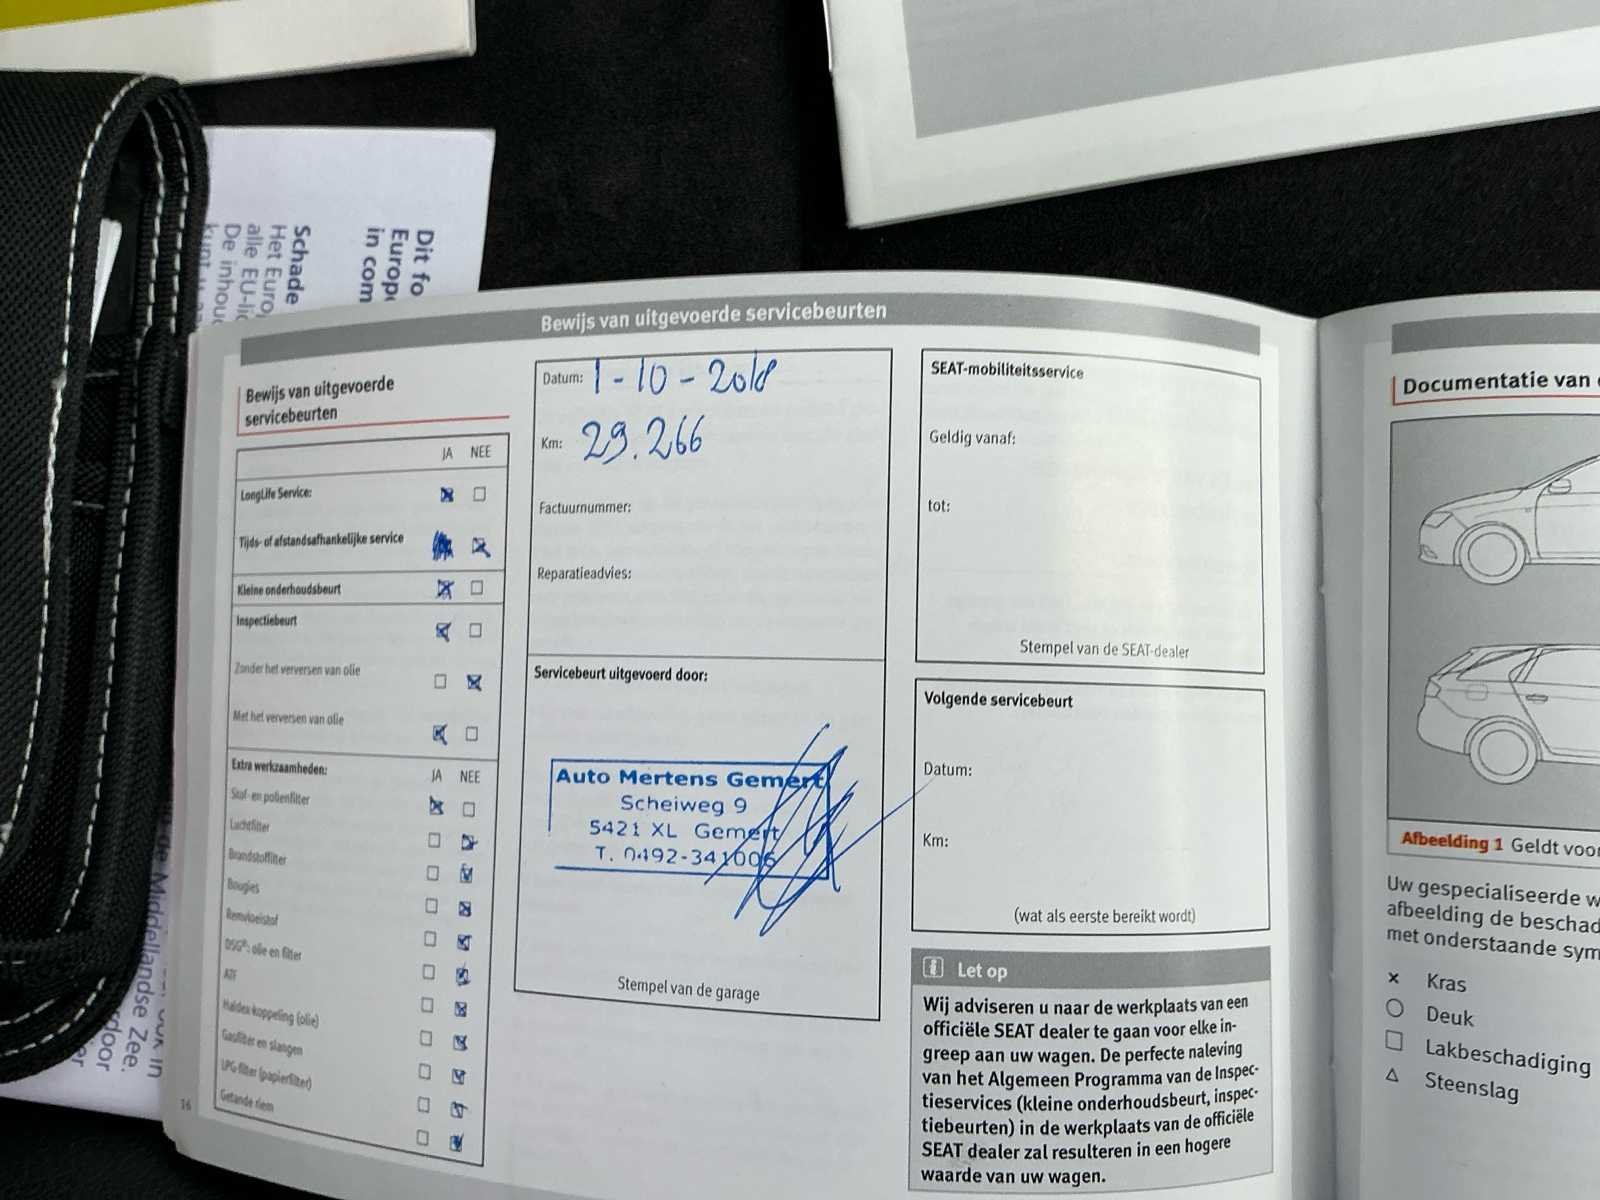 Dit fo
Europe
in com
Schade
Het Euro
alle EU-li
De inhoud
Middellandse Zee.
Bewijs van uitgevoerde servicebeurten
Bewijs van uitgevoerde
servicebeurten
JA NEE
LongLife Service:
Tijds- of afstandsafhankelijke service
Kleine onderhoudsbeurt
Inspectiebeurt
Zonder het verversen van olie
Met het verversen van olie
Extra werkzaamheden:
JA NEE
Stof- en pollenfilter
Luchtfilter
Brandstoffilter
Bougies
Remvloeistof
DSG®: olie en filter
ATF
Haldex koppeling (olie)
Gasfilter en slangen
LPG filter (papierfilter)
Getande riem
16
Datum: 1-10-2018
Km: 29.266
Factuurnummer:
Reparatieadvies:
Servicebeurt uitgevoerd door:
Auto Mertens Gemert
Scheiweg 9
5421 XL Gemert
T. 0492-341006
Stempel van de garage
SEAT-mobiliteitsservice
Geldig vanaf:
tot:
Stempel van de SEAT-dealer
Volgende servicebeurt
Datum:
Km:
(wat als eerste bereikt wordt)
Let op
Wij adviseren u naar de werkplaats van een
officiële SEAT dealer te gaan voor elke in-
greep aan uw wagen. De perfecte naleving
van het Algemeen Programma van de Inspec-
tieservices (kleine onderhoudsbeurt, inspec-
tiebeurten) in de werkplaats van de officiële
SEAT dealer zal resulteren in een hogere
waarde van uw wagen.
Documentatie van
Afbeelding 1 Geldt voor
Uw gespecialiseerde w
afbeelding de beschad
met onderstaande sym
× Kras
Deuk
Lakbeschadiging
Steenslag